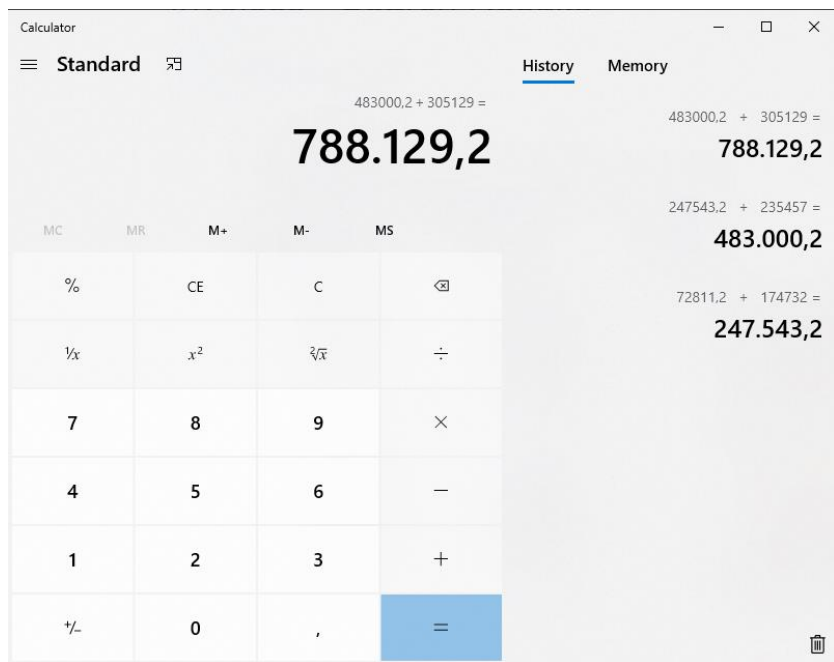 Calculator
Standard
History Memory
483000,2 + 305129 =
788.129,2
483000,2 + 305129 =
788.129,2
247543,2 + 235457 =
483.000,2
72811,2 + 174732 =
247.543,2
MC MR M+ M- MS
% CE C
¹/x x² ²√x ÷
7 8 9 ×
4 5 6 −
1 2 3 +
+/− 0 , =